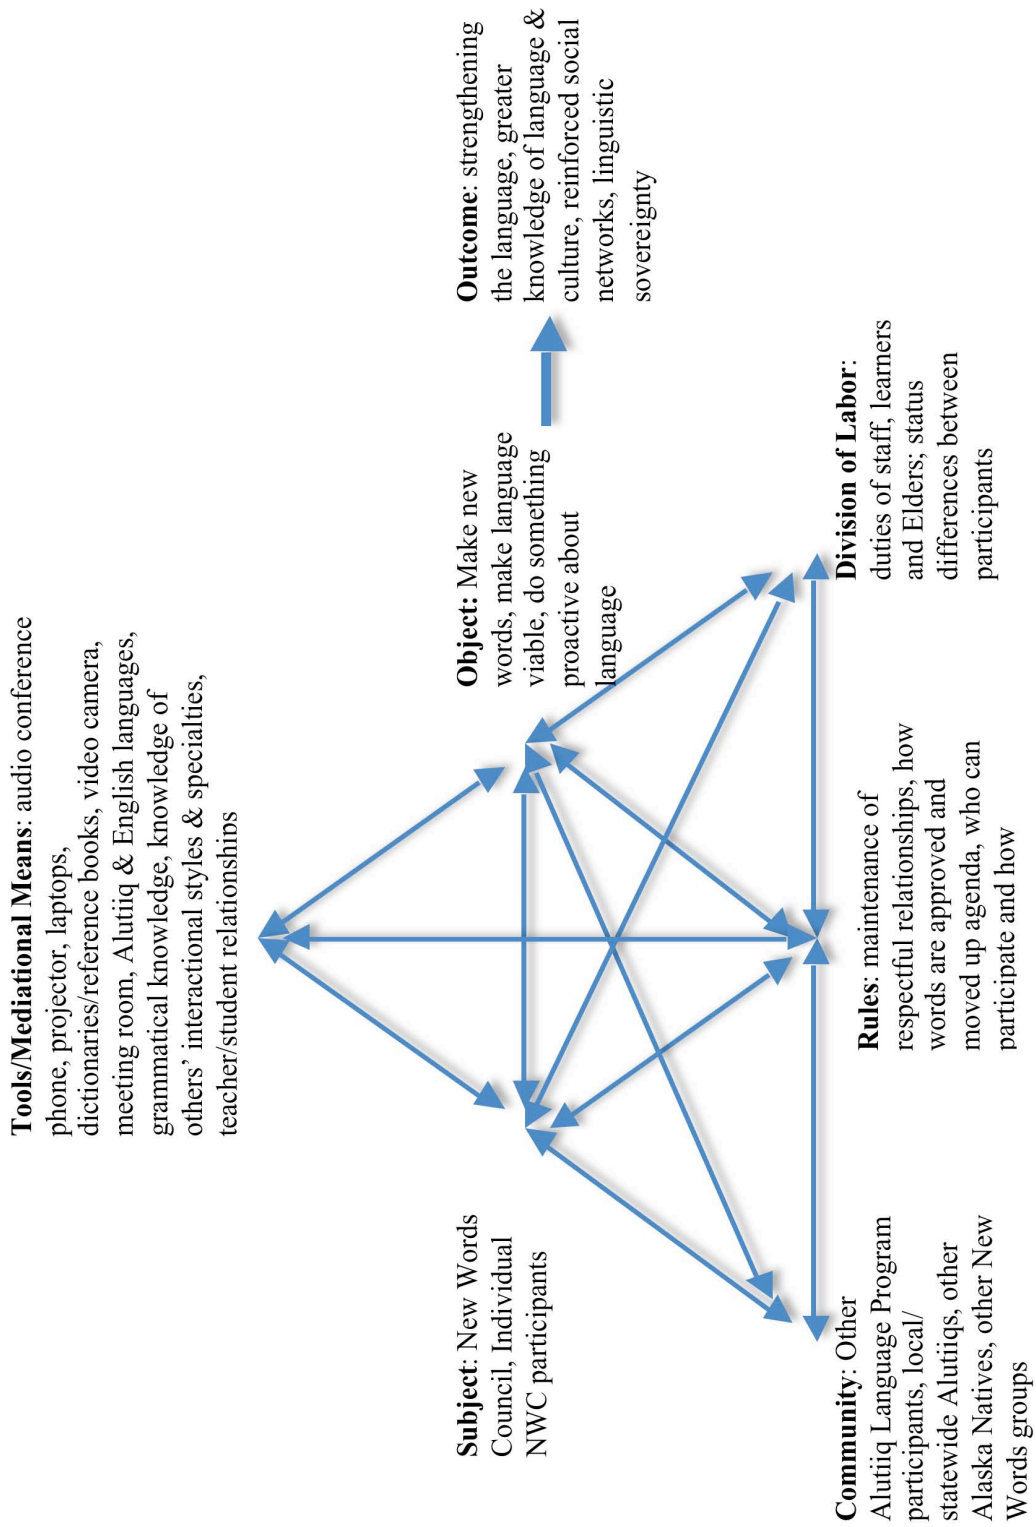 Tools/Mediational Means: audio conference
phone, projector, laptops,
dictionaries/reference books, video camera,
meeting room, Alutiiq & English languages,
grammatical knowledge, knowledge of
others’ interactional styles & specialties,
teacher/student relationships
Subject: New Words
Council, Individual
NWC participants
Object: Make new
words, make language
viable, do something
proactive about
language
Outcome: strengthening
the language, greater
knowledge of language &
culture, reinforced social
networks, linguistic
sovereignty
Community: Other
Alutiiq Language Program
participants, local/
statewide Alutiiqs, other
Alaska Natives, other New
Words groups
Rules: maintenance of
respectful relationships, how
words are approved and
moved up agenda, who can
participate and how
Division of Labor:
duties of staff, learners
and Elders; status
differences between
participants